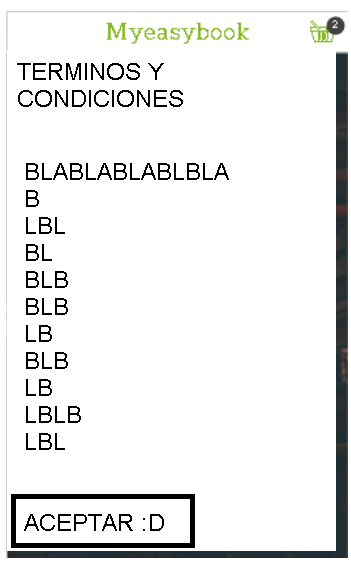 Myeasybook
2
TERMINOS Y
CONDICIONES
BLABLABLABLBLA
B
LBL
BL
BLB
BLB
LB
BLB
LB
LBLB
LBL
ACEPTAR :D